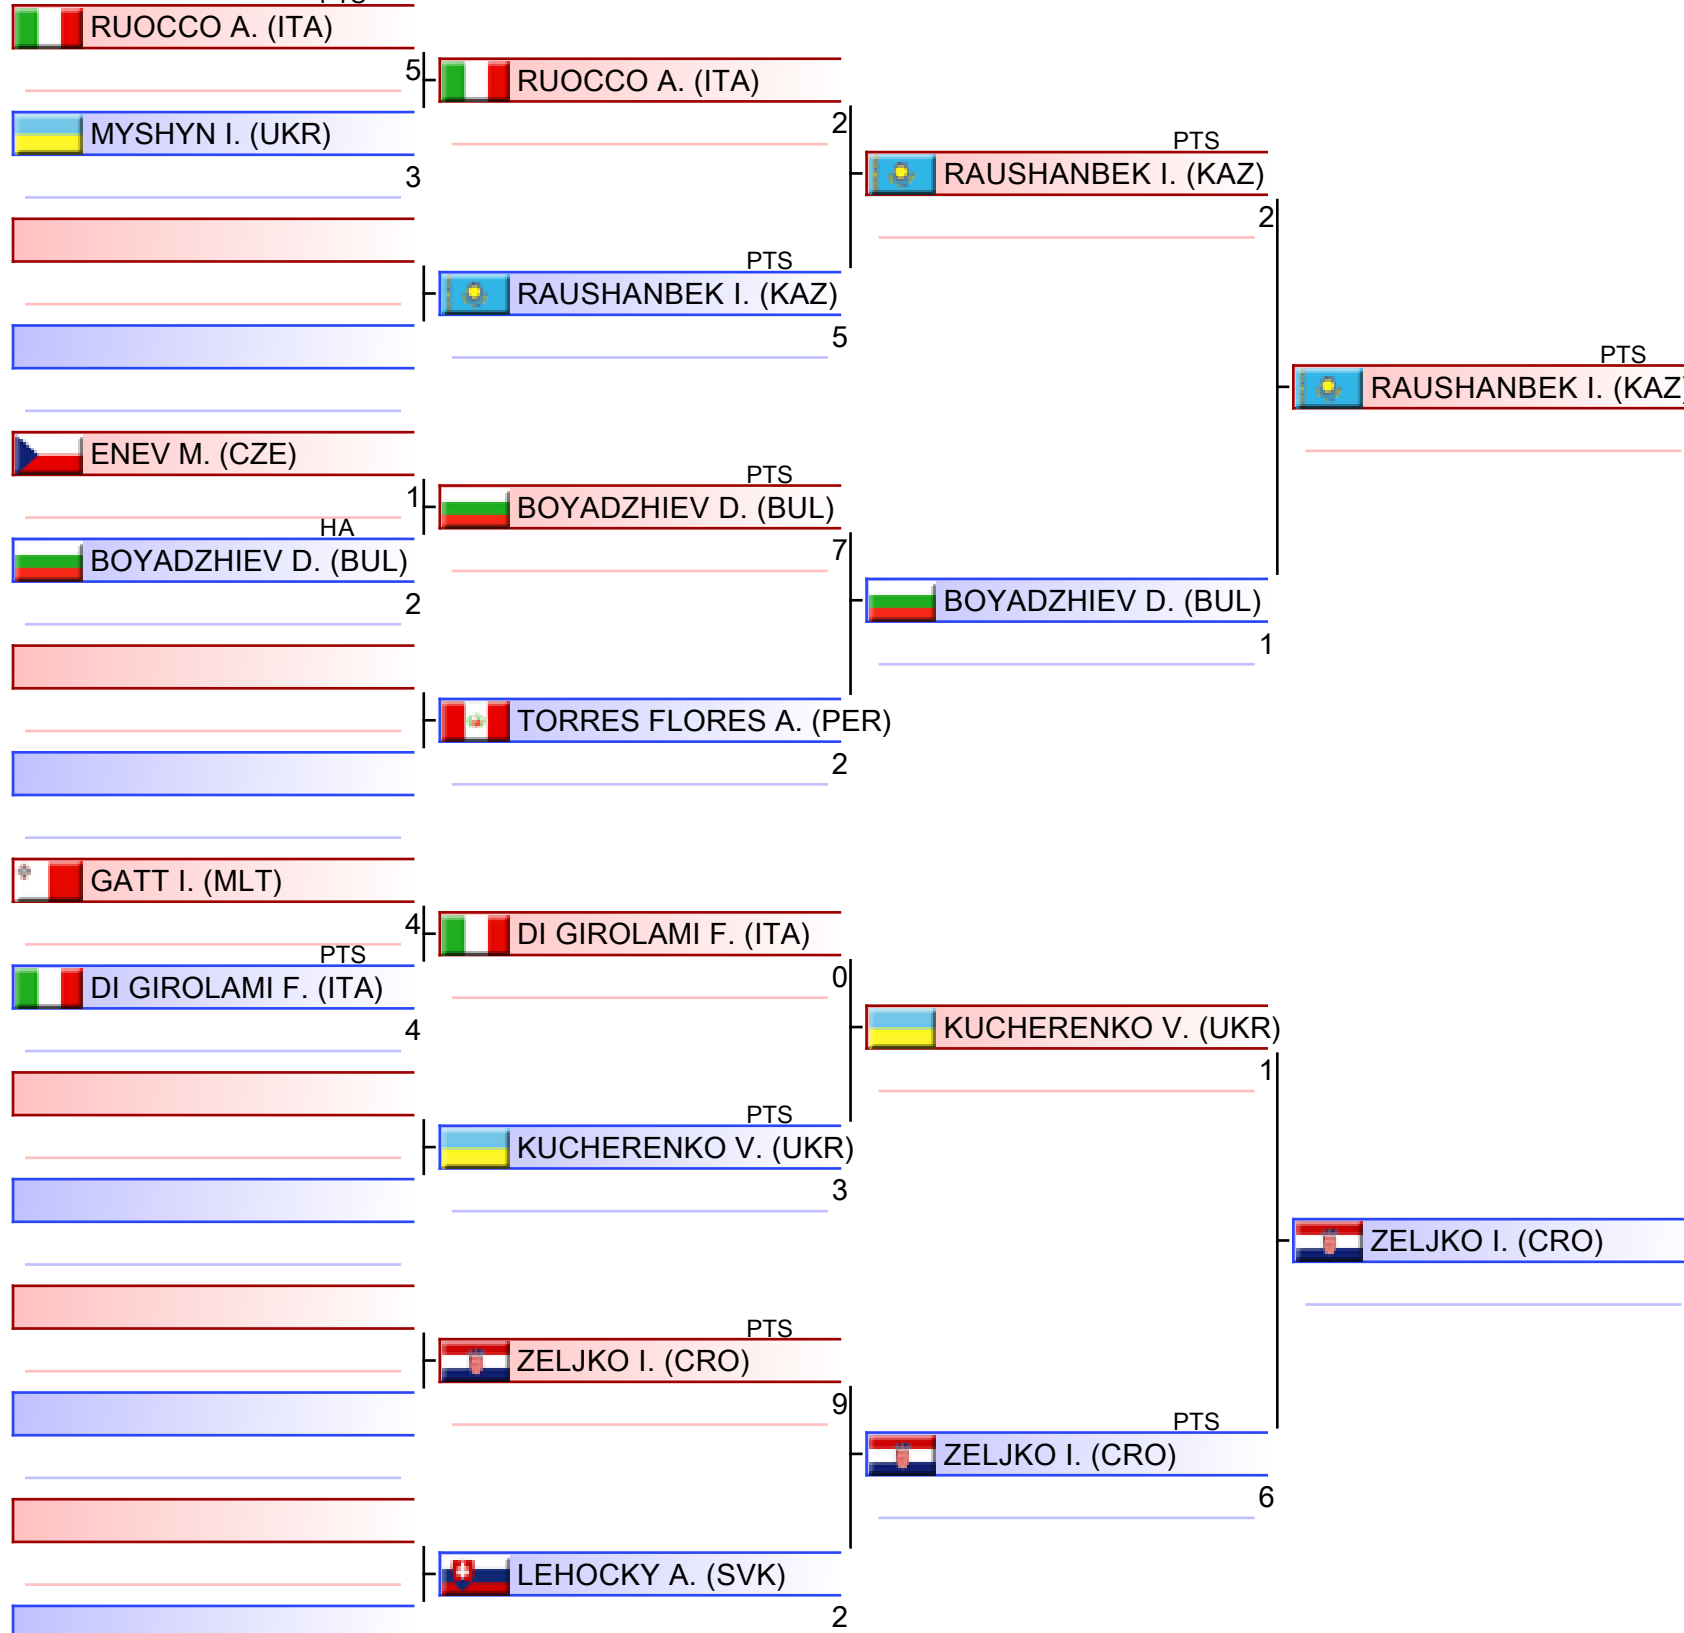 PTS
RUOCCO A. (ITA)
5
MYSHYN I. (UKR)
3
ENEV M. (CZE)
1
HA
BOYADZHIEV D. (BUL)
2
GATT I. (MLT)
4
PTS
DI GIROLAMI F. (ITA)
4
RUOCCO A. (ITA)
2
PTS
RAUSHANBEK I. (KAZ)
5
PTS
BOYADZHIEV D. (BUL)
7
TORRES FLORES A. (PER)
2
DI GIROLAMI F. (ITA)
0
PTS
KUCHERENKO V. (UKR)
3
PTS
ZELJKO I. (CRO)
9
LEHOCKY A. (SVK)
2
PTS
RAUSHANBEK I. (KAZ)
2
BOYADZHIEV D. (BUL)
1
KUCHERENKO V. (UKR)
1
PTS
ZELJKO I. (CRO)
6
PTS
RAUSHANBEK I. (KAZ)
ZELJKO I. (CRO)